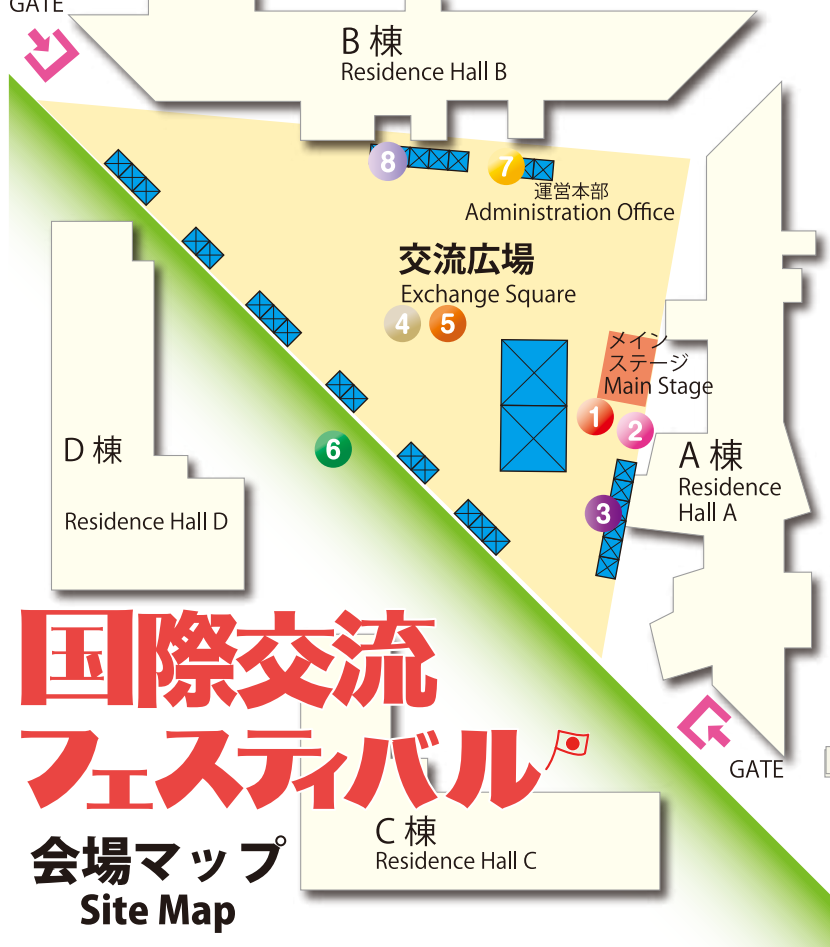 GATE
B 棟
Residence Hall B
8
7
運営本部
Administration Office
交流広場
Exchange Square
4
5
メイン
ステージ
Main Stage
1
2
6
3
D 棟
Residence Hall D
A 棟
Residence
Hall A
国際交流
フェスティバル
GATE
C 棟
Residence Hall C
会場マップ
Site Map